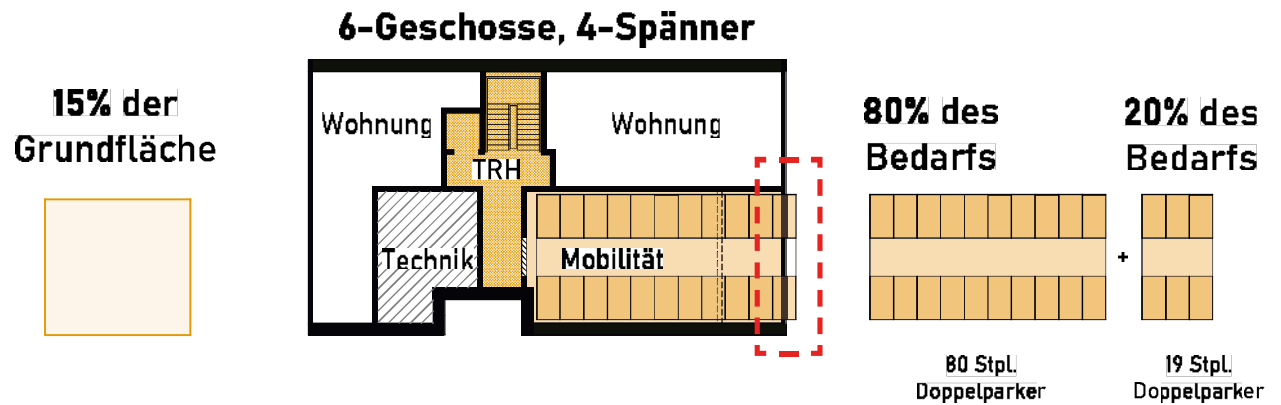 6-Geschosse, 4-Spänner
15% der
Grundfläche
Wohnung
Wohnung
TRH
Technik
Mobilität
80% des
Bedarfs
20% des
Bedarfs
+
80 Stpl.
Doppelparker
19 Stpl.
Doppelparker